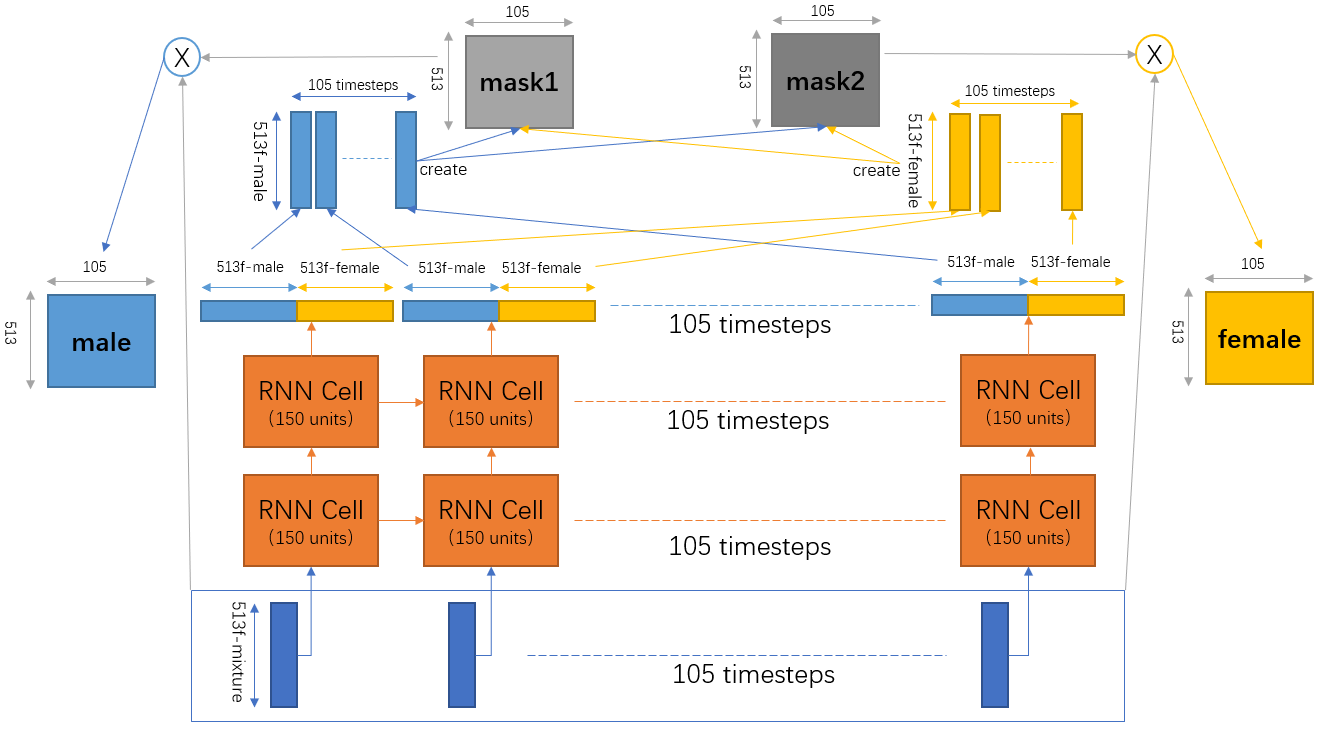 105
105
X
mask1
513
513
mask2
X
105 timesteps
105 timesteps
513f-male
create
create
513f-female
513f-male
513f-female
513f-male
513f-female
513f-male
513f-female
105
105
513
male
105 timesteps
513
female
RNN Cell
(150 units)
RNN Cell
(150 units)
105 timesteps
RNN Cell
(150 units)
RNN Cell
(150 units)
RNN Cell
(150 units)
105 timesteps
RNN Cell
(150 units)
513f-mixture
105 timesteps